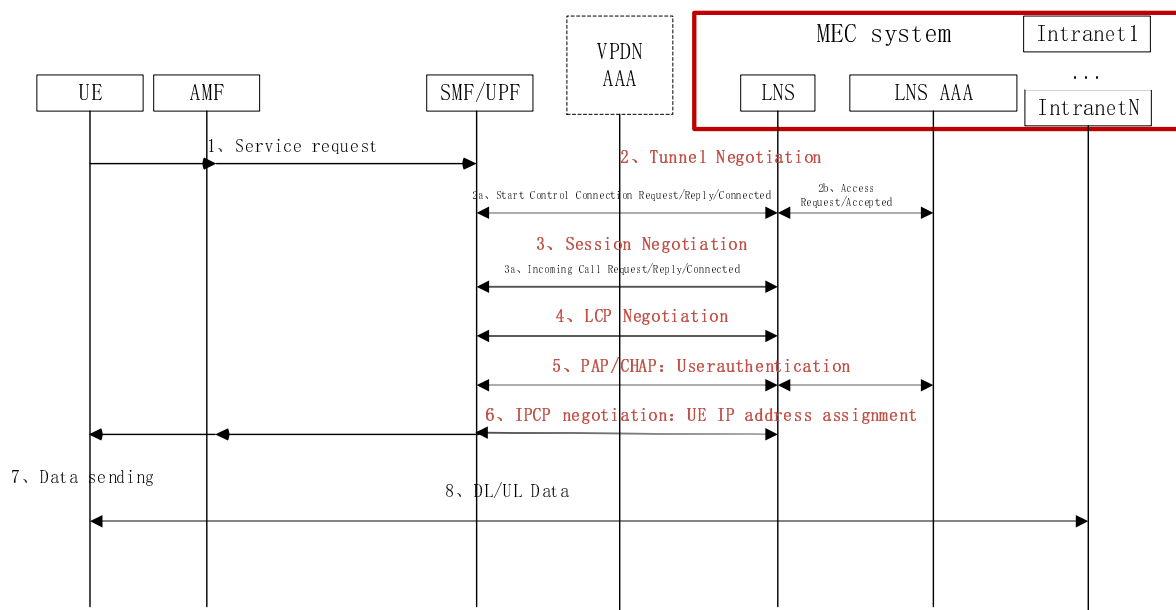 MEC system
Intranet1
...
IntranetN
VPDN
AAA
UE
AMF
SMF/UPF
LNS
LNS AAA
1、Service request
2、Tunnel Negotiation
2a、Start Control Connection Request/Reply/Connected
2b、Access
Request/Accepted
3、Session Negotiation
3a、Incoming Call Request/Reply/Connected
4、LCP Negotiation
5、PAP/CHAP: Userauthentication
6、IPCP negotiation: UE IP address assignment
7、Data sending
8、DL/UL Data